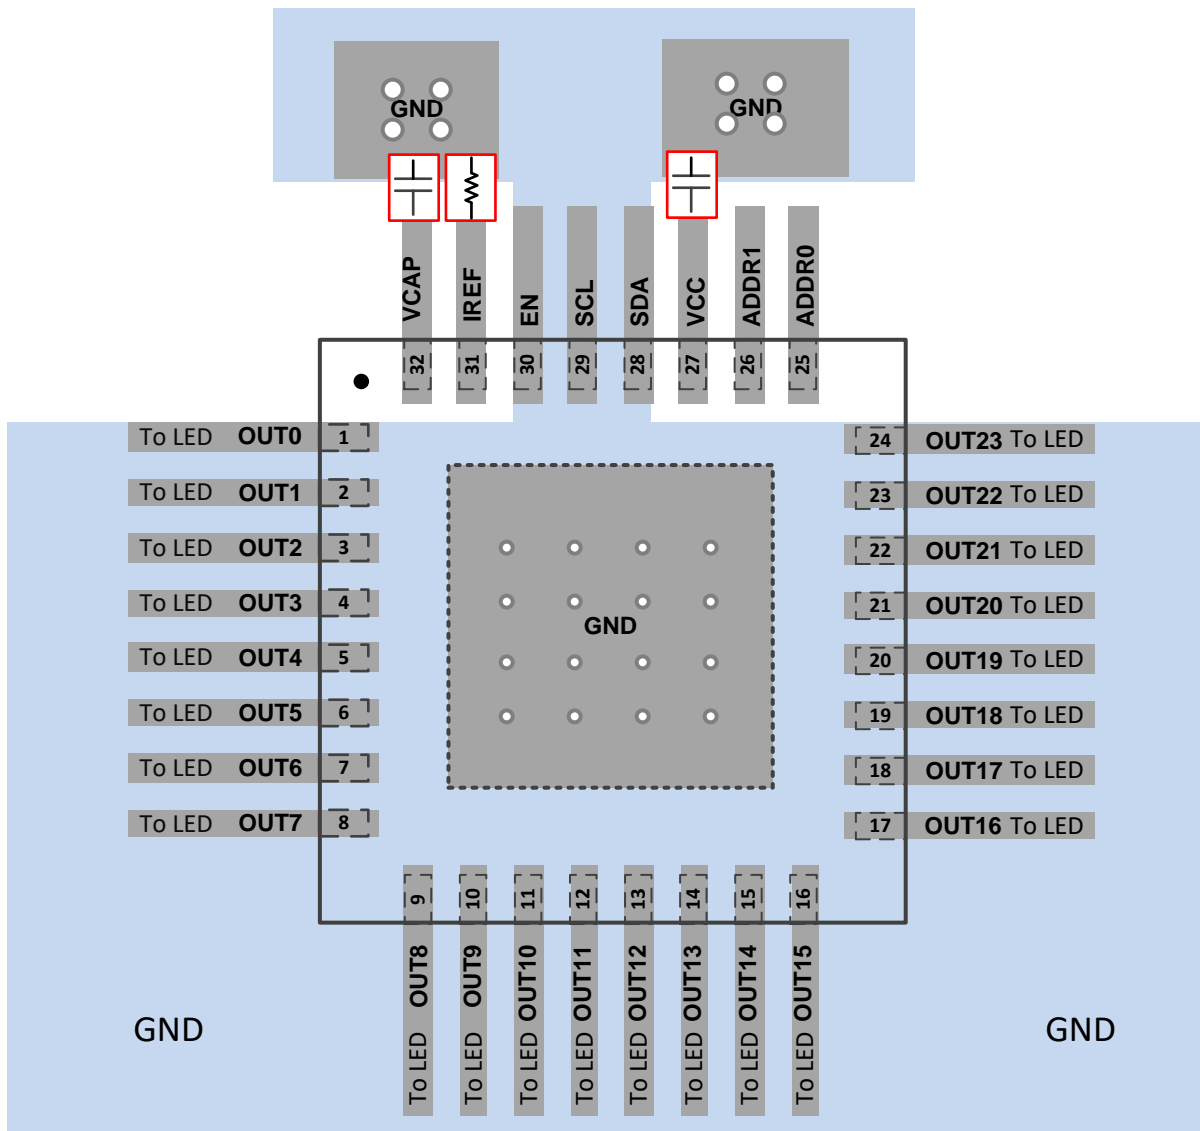 GND
GND
VCAP
IREF
EN
SCL
SDA
VCC
ADDR1
ADDR0
32
31
30
29
28
27
26
25
To LED OUT0 1
24 OUT23 To LED
To LED OUT1 2
23 OUT22 To LED
To LED OUT2 3
22 OUT21 To LED
To LED OUT3 4
21 OUT20 To LED
GND
To LED OUT4 5
20 OUT19 To LED
To LED OUT5 6
19 OUT18 To LED
To LED OUT6 7
18 OUT17 To LED
To LED OUT7 8
17 OUT16 To LED
To LED OUT8 9
To LED OUT9 10
To LED OUT10 11
To LED OUT11 12
To LED OUT12 13
To LED OUT13 14
To LED OUT14 15
To LED OUT15 16
GND
GND